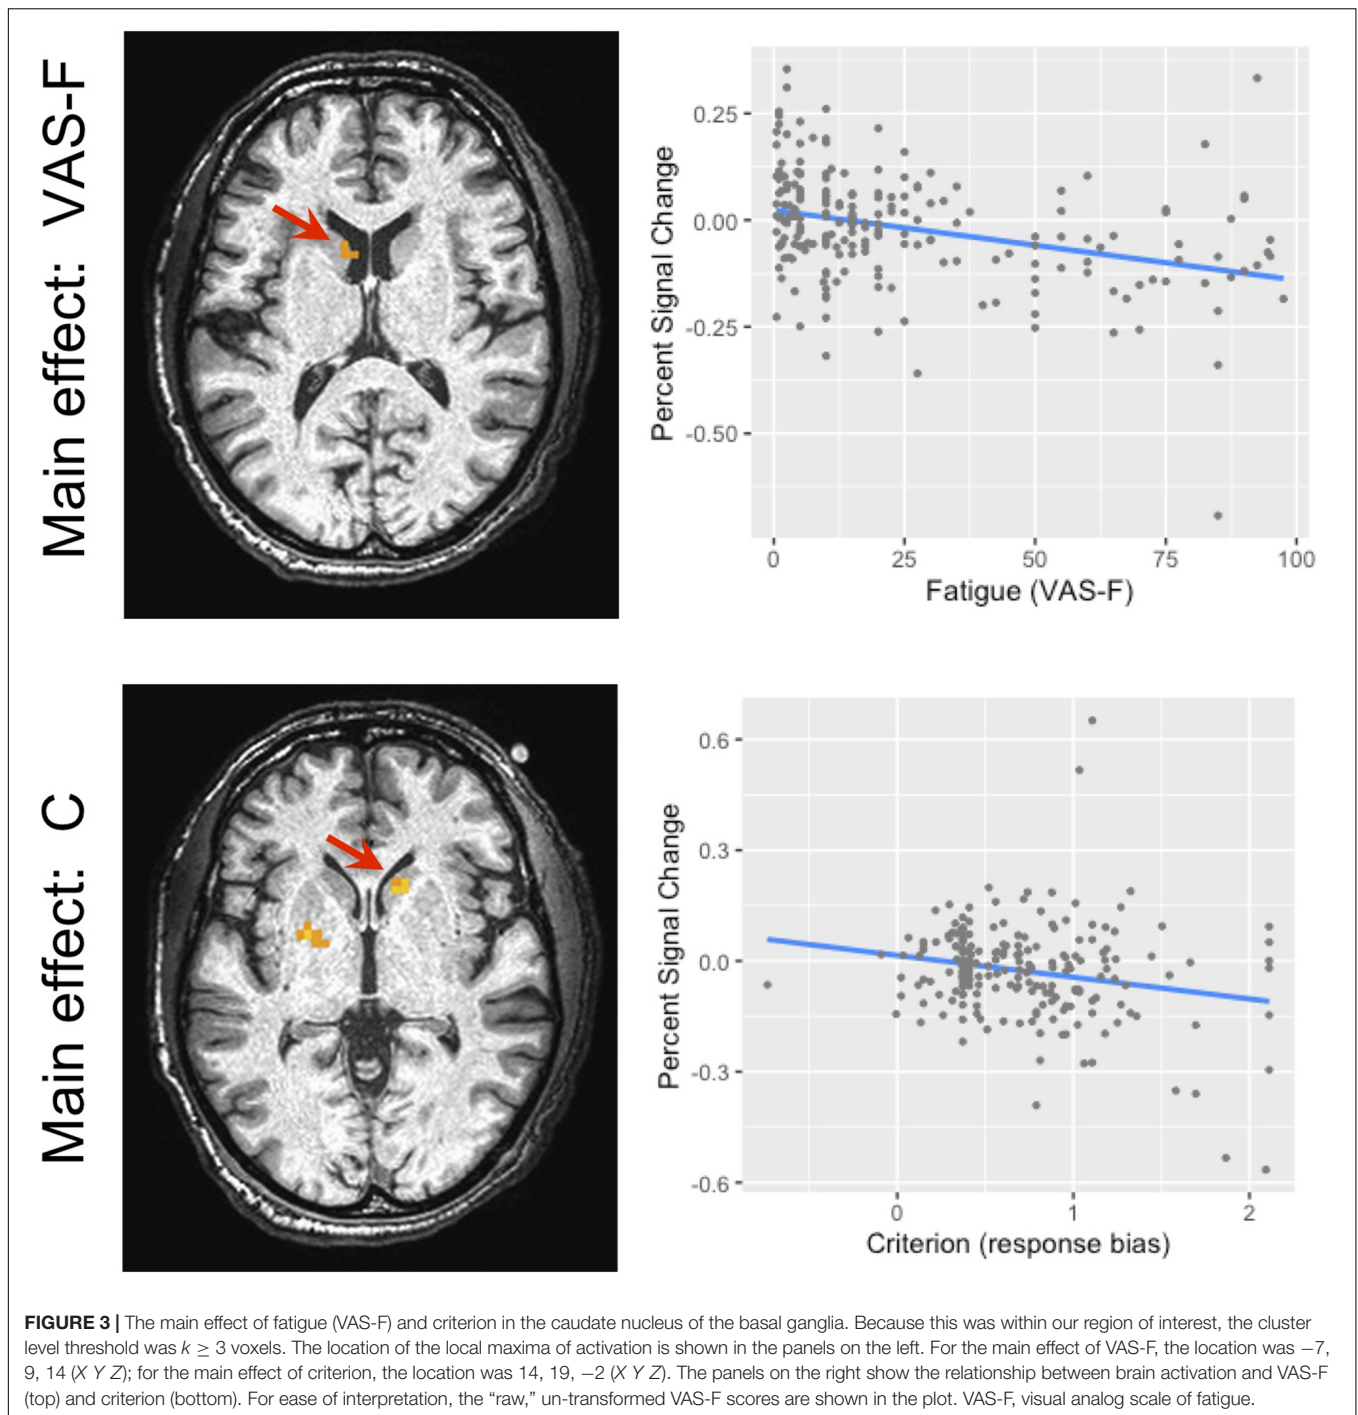 Main effect: VAS-F
0.25
0.00
-0.25
-0.50
Percent Signal Change
0
25
50
75
100
Fatigue (VAS-F)
Main effect: C
0.6
0.3
0.0
-0.3
-0.6
Percent Signal Change
0
1
2
Criterion (response bias)
FIGURE 3 | The main effect of fatigue (VAS-F) and criterion in the caudate nucleus of the basal ganglia. Because this was within our region of interest, the cluster
level threshold was k ≥ 3 voxels. The location of the local maxima of activation is shown in the panels on the left. For the main effect of VAS-F, the location was −7,
9, 14 (X Y Z); for the main effect of criterion, the location was 14, 19, −2 (X Y Z). The panels on the right show the relationship between brain activation and VAS-F
(top) and criterion (bottom). For ease of interpretation, the “raw,” un-transformed VAS-F scores are shown in the plot. VAS-F, visual analog scale of fatigue.